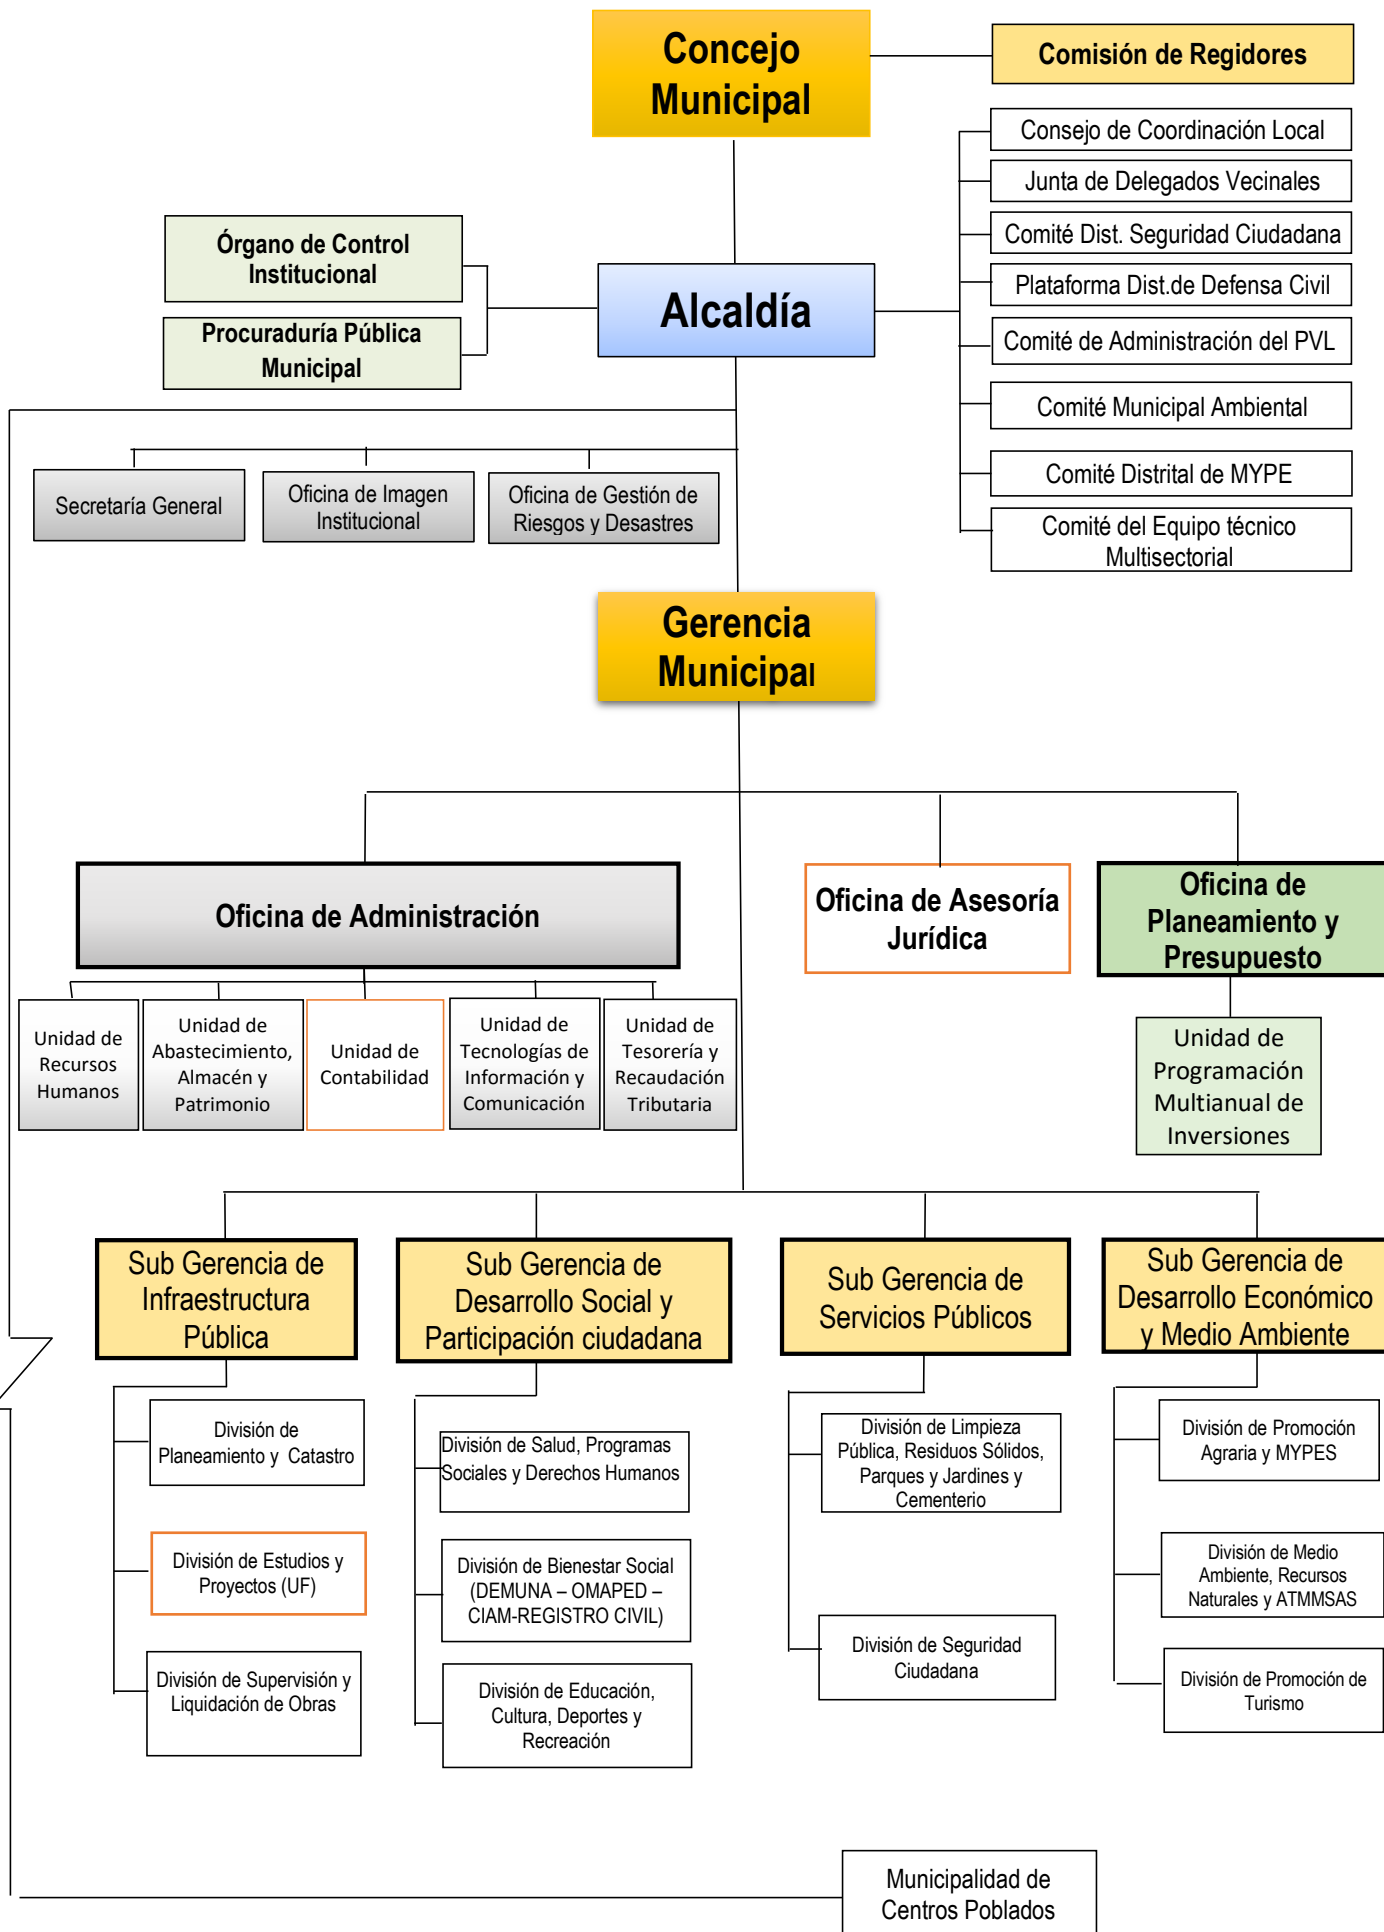 Concejo
Municipal
Comisión de Regidores
Consejo de Coordinación Local
Junta de Delegados Vecinales
Comité Dist. Seguridad Ciudadana
Plataforma Dist.de Defensa Civil
Comité de Administración del PVL
Comité Municipal Ambiental
Comité Distrital de MYPE
Comité del Equipo técnico
Multisectorial
Órgano de Control
Institucional
Procuraduría Pública
Municipal
Alcaldía
Secretaría General
Oficina de Imagen
Institucional
Oficina de Gestión de
Riesgos y Desastres
Gerencia
Municipal
Oficina de Administración
Oficina de Asesoría
Jurídica
Oficina de
Planeamiento y
Presupuesto
Unidad de
Recursos
Humanos
Unidad de
Abastecimiento,
Almacén y
Patrimonio
Unidad de
Contabilidad
Unidad de
Tecnologías de
Información y
Comunicación
Unidad de
Tesorería y
Recaudación
Tributaria
Unidad de
Programación
Multianual de
Inversiones
Sub Gerencia de
Infraestructura
Pública
Sub Gerencia de
Desarrollo Social y
Participación ciudadana
Sub Gerencia de
Servicios Públicos
Sub Gerencia de
Desarrollo Económico
y Medio Ambiente
División de
Planeamiento y  Catastro
División de Estudios y
Proyectos (UF)
División de Supervisión y
Liquidación de Obras
División de Salud, Programas
Sociales y Derechos Humanos
División de Bienestar Social
(DEMUNA – OMAPED –
CIAM-REGISTRO CIVIL)
División de Educación,
Cultura, Deportes y
Recreación
División de Limpieza
Pública, Residuos Sólidos,
Parques y Jardines y
Cementerio
División de Seguridad
Ciudadana
División de Promoción
Agraria y MYPES
División de Medio
Ambiente, Recursos
Naturales y ATMMSAS
División de Promoción de
Turismo
Municipalidad de
Centros Poblados